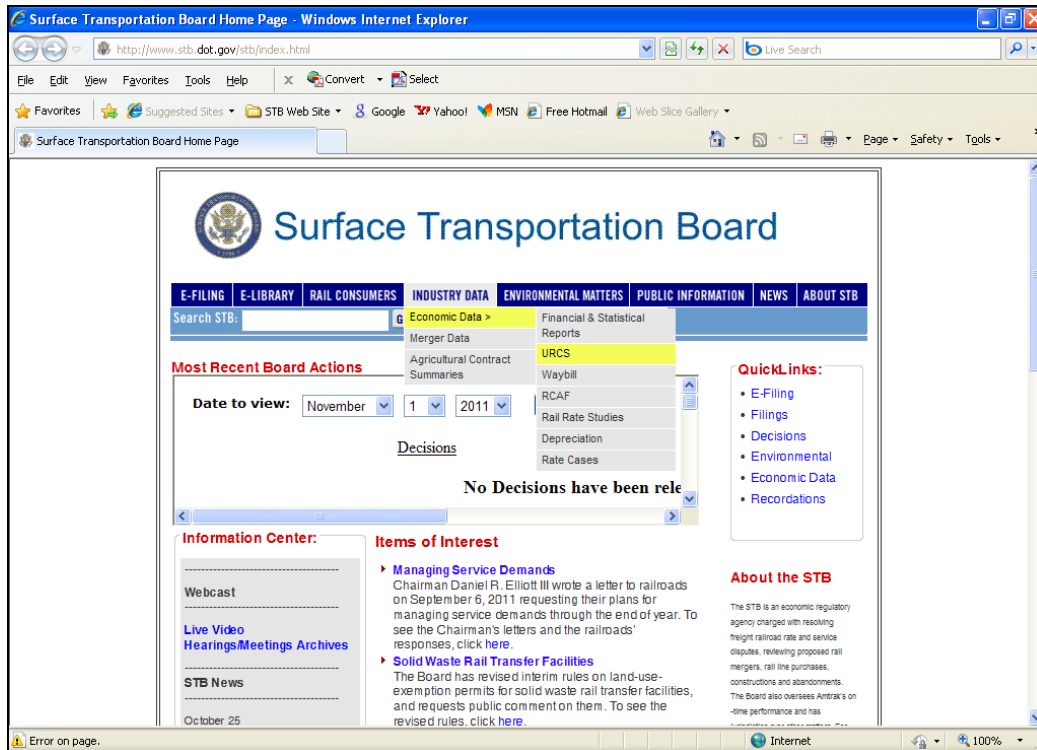 Surface Transportation Board Home Page - Windows Internet Explorer
http://www.stb.dot.gov/stb/index.html
Live Search
File Edit View Favorites Tools Help x Convert Select
Favorites Suggested Sites STB Web Site Google Yahoo! MSN Free Hotmail Web Slice Gallery
Surface Transportation Board Home Page
Page Safety Tools
Surface Transportation Board
E-FILING E-LIBRARY RAIL CONSUMERS INDUSTRY DATA ENVIRONMENTAL MATTERS PUBLIC INFORMATION NEWS ABOUT STB
Search STB: G
Economic Data >
Merger Data
Agricultural Contract
Summaries
Financial & Statistical
Reports
URCS
Waybill
RCAF
Rail Rate Studies
Depreciation
Rate Cases
Most Recent Board Actions
Date to view: November 1 2011
Decisions
No Decisions have been rele
QuickLinks:
• E-Filing
• Filings
• Decisions
• Environmental
• Economic Data
• Recordations
Information Center:
Webcast
Live Video
Hearings/Meetings Archives
STB News
October 25
Items of Interest
Managing Service Demands
Chairman Daniel R. Elliott III wrote a letter to railroads
on September 6, 2011 requesting their plans for
managing service demands through the end of year. To
see the Chairman's letters and the railroads'
responses, click here.
Solid Waste Rail Transfer Facilities
The Board has revised interim rules on land-use-
exemption permits for solid waste rail transfer facilities,
and requests public comment on them. To see the
revised rules, click here.
About the STB
The STB is an economic regulatory
agency charged with resolving
freight railroad rate and service
disputes, reviewing proposed rail
mergers, rail line purchases,
constructions and abandonments.
The Board also oversees Amtrak's on
-time performance and has
Error on page.
Internet
100%